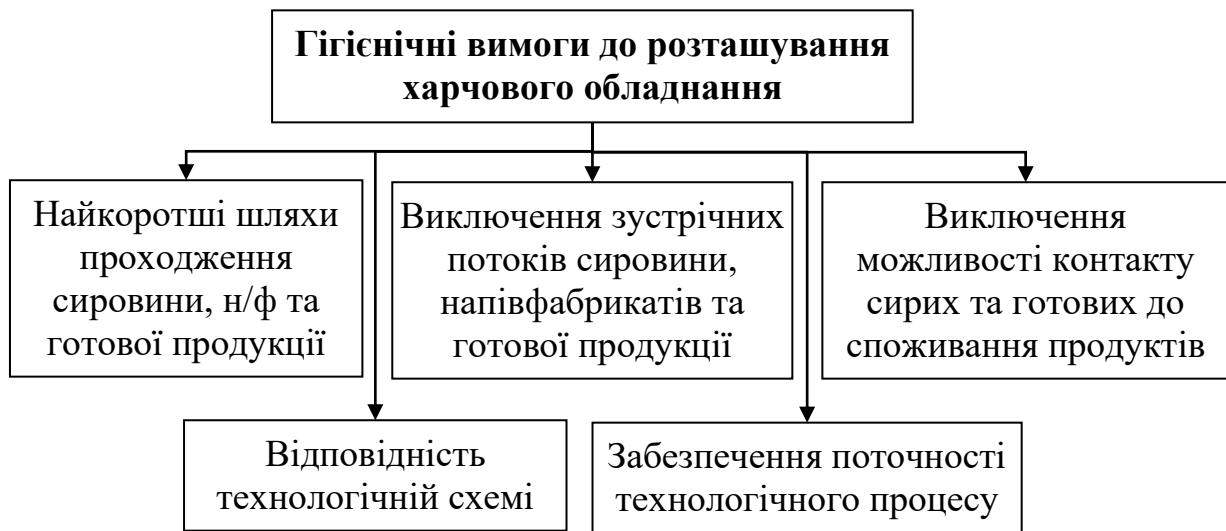 Гігієнічні вимоги до розташування
харчового обладнання
Найкоротші шляхи
проходження
сировини, н/ф та
готової продукції
Виключення зустрічних
потоків сировини,
напівфабрикатів та
готової продукції
Виключення
можливості контакту
сирих та готових до
споживання продуктів
Відповідність
технологічній схемі
Забезпечення поточності
технологічного процесу